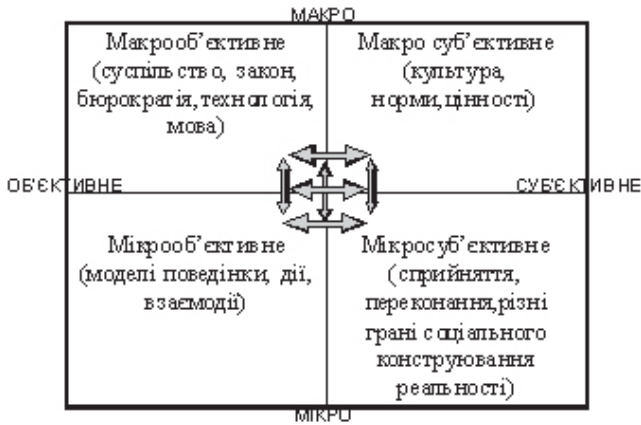 МАКРО
Макрооб’єктивне
(суспільство, закон,
бюрократія, технологія,
мова)
Макро суб’єктивне
(культура,
норми, цінності)
ОБ'ЄКТИВНЕ
СУБ'ЄКТИВНЕ
Мікрооб’єктивне
(моделі поведінки, дії,
взаємодії)
Мікросуб’єктивне
(сприйняття,
переконання, різні
грані соціального
конструювання
реальності)
МІКРО